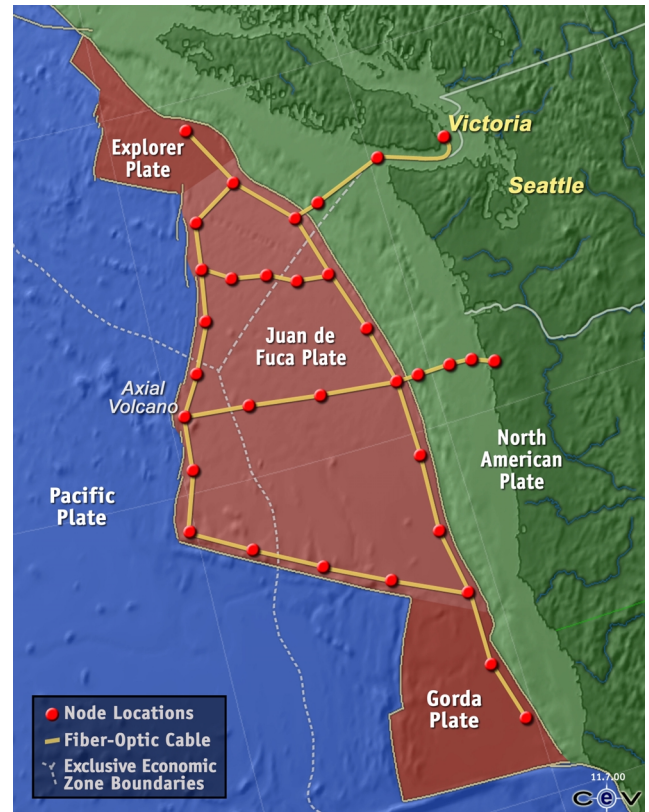 Victoria
Explorer
Plate
Seattle
Juan de
Fuca Plate
Axial
Volcano
North
American
Plate
Pacific
Plate
Gorda
Plate
Node Locations
Fiber-Optic Cable
Exclusive Economic
Zone Boundaries
11.7.00
CeV